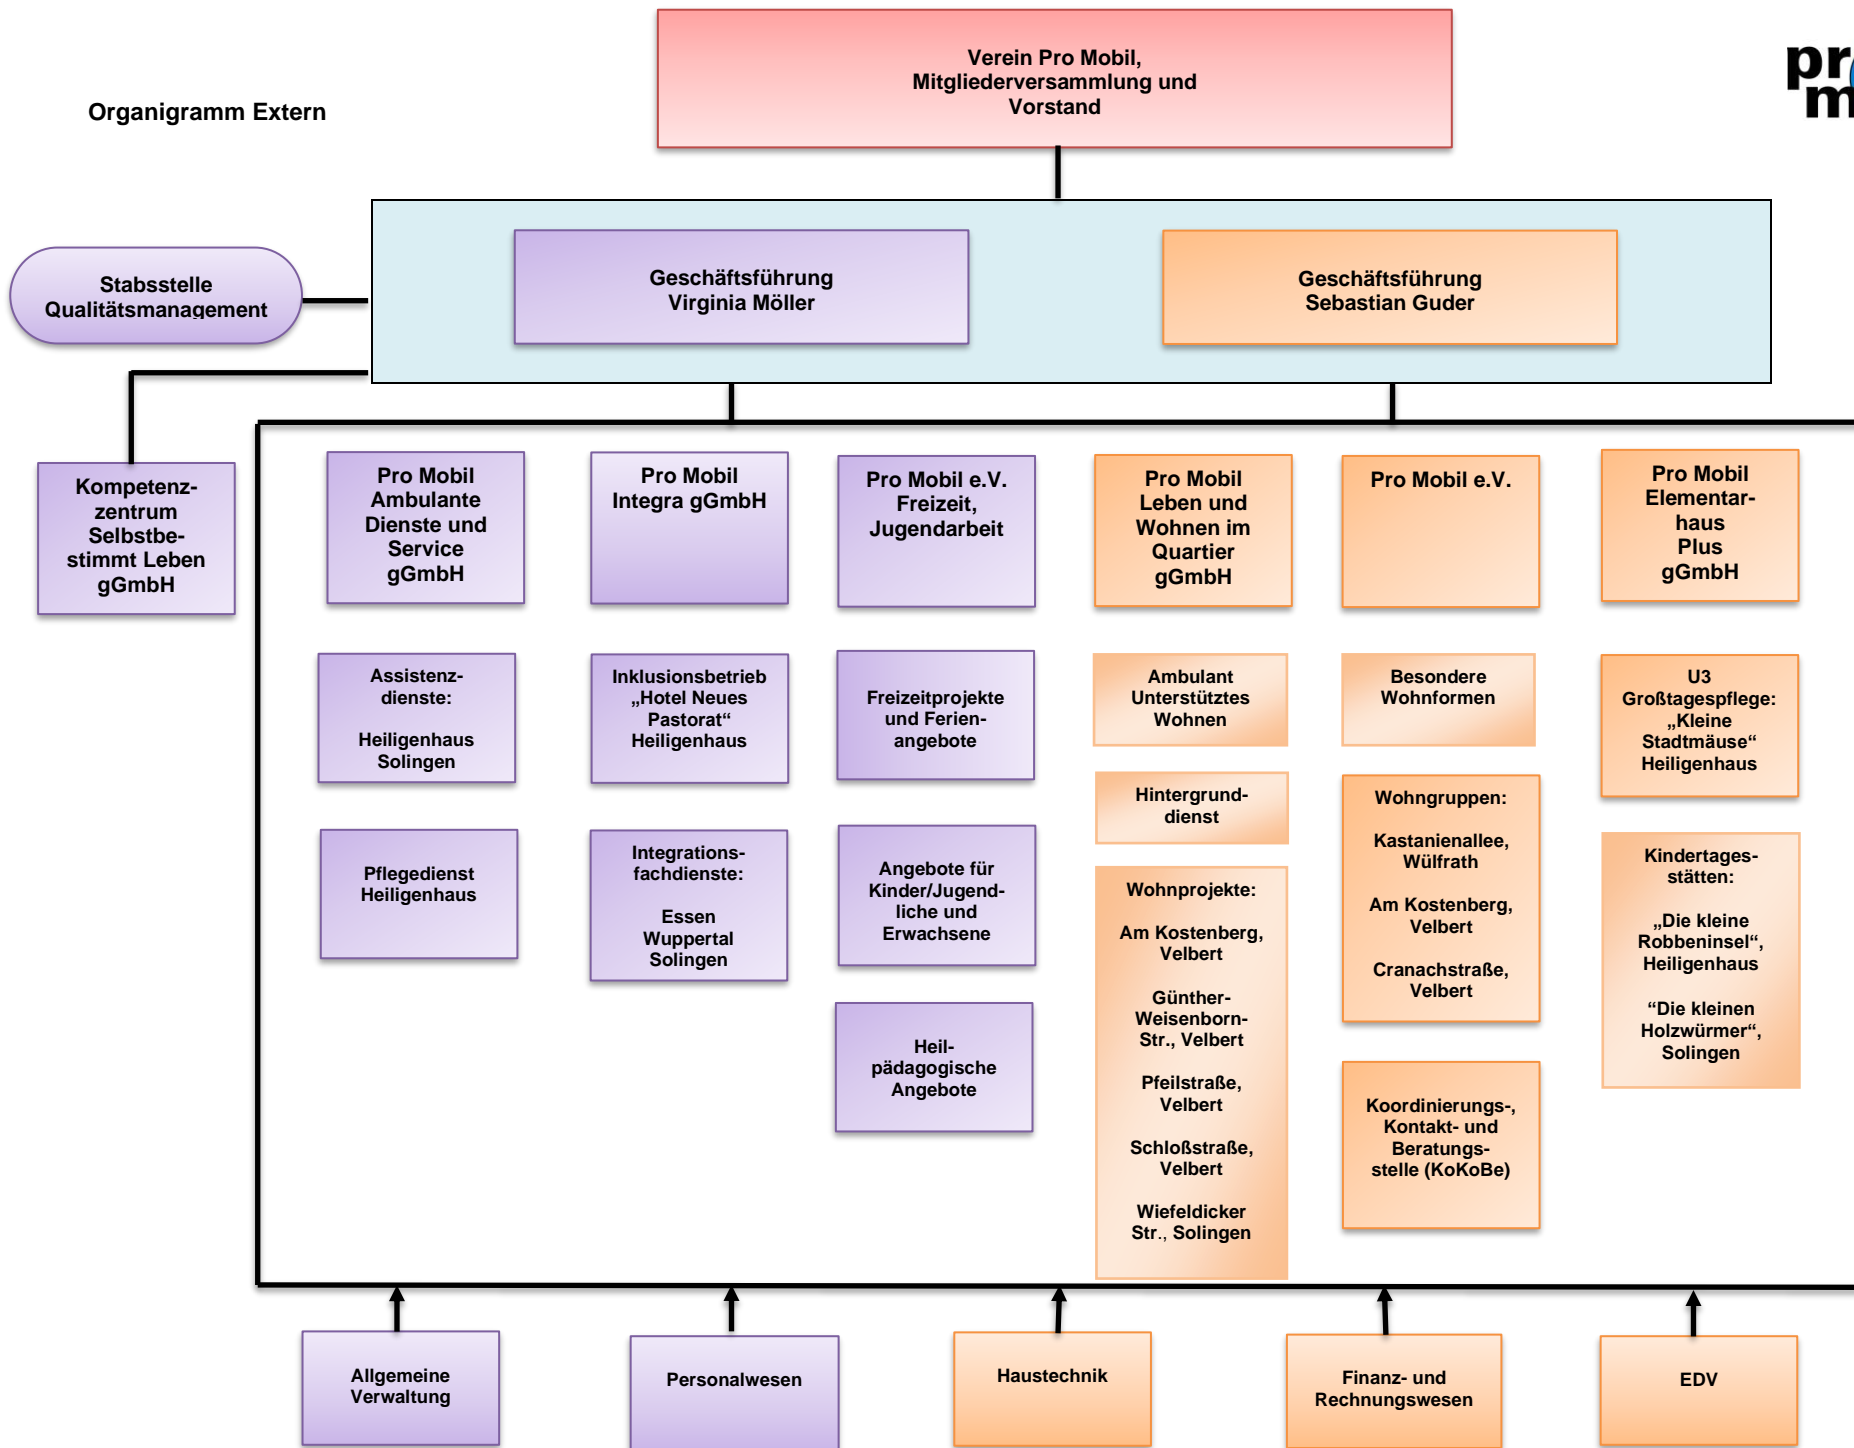 Verein Pro Mobil,
Mitgliederversammlung und
Vorstand
Organigramm Extern
Stabsstelle
Qualitätsmanagement
Geschäftsführung
Virginia Möller
Geschäftsführung
Sebastian Guder
Kompetenz-
zentrum
Selbstbe-
stimmt Leben
gGmbH
Pro Mobil
Ambulante
Dienste und
Service
gGmbH
Pro Mobil
Integra gGmbH
Pro Mobil e.V.
Freizeit,
Jugendarbeit
Pro Mobil
Leben und
Wohnen im
Quartier
gGmbH
Pro Mobil e.V.
Pro Mobil
Elementar-
haus
Plus
gGmbH
Assistenz-
dienste:
Heiligenhaus
Solingen
Inklusionsbetrieb
„Hotel Neues
Pastorat“
Heiligenhaus
Freizeitprojekte
und Ferien-
angebote
Ambulant
Unterstütztes
Wohnen
Besondere
Wohnformen
U3
Großtagespflege:
„Kleine
Stadtmäuse“
Heiligenhaus
Pflegedienst
Heiligenhaus
Integrations-
fachdienste:
Essen
Wuppertal
Solingen
Angebote für
Kinder/Jugend-
liche und
Erwachsene
Heil-
pädagogische
Angebote
Hintergrund-
dienst
Wohnprojekte:
Am Kostenberg,
Velbert
Günther-
Weisenborn-
Str., Velbert
Pfeilstraße,
Velbert
Schloßstraße,
Velbert
Wiefeldicker
Str., Solingen
Wohngruppen:
Kastanienallee,
Wülfrath
Am Kostenberg,
Velbert
Cranachstraße,
Velbert
Koordinierungs-,
Kontakt- und
Beratungs-
stelle (KoKoBe)
Kindertages-
stätten:
„Die kleine
Robbeninsel“,
Heiligenhaus
“Die kleinen
Holzwürmer“,
Solingen
Allgemeine
Verwaltung
Personalwesen
Haustechnik
Finanz- und
Rechnungswesen
EDV